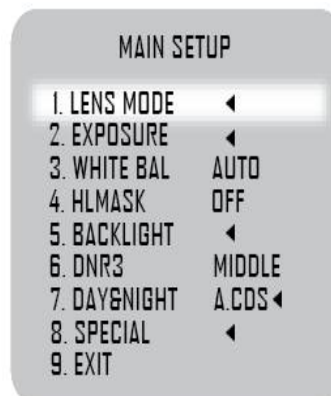 MAIN SETUP
1. LENS MODE ◄
2. EXPOSURE ◄
3. WHITE BAL AUTO
4. HLMASK OFF
5. BACKLIGHT ◄
6. DNR3 MIDDLE
7. DAY&NIGHT A.CDS◄
8. SPECIAL ◄
9. EXIT